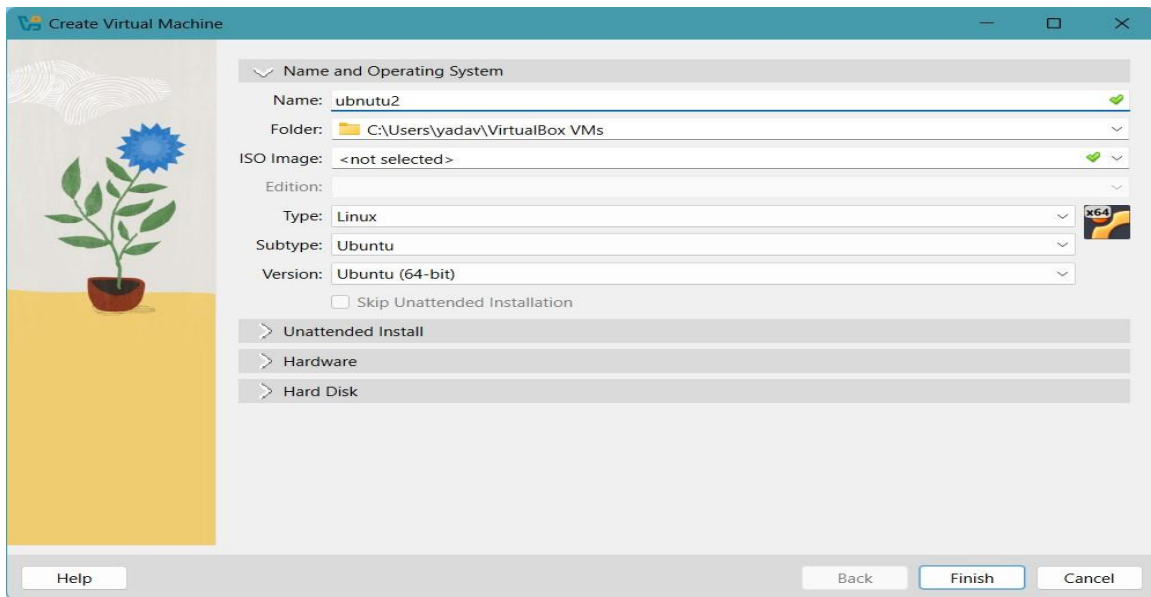 Create Virtual Machine
Name and Operating System
Name: ubnutu2
Folder: C:\Users\yadav\VirtualBox VMs
ISO Image: <not selected>
Edition:
Type: Linux
x64
Subtype: Ubuntu
Version: Ubuntu (64-bit)
Skip Unattended Installation
Unattended Install
Hardware
Hard Disk
Help Back Finish Cancel